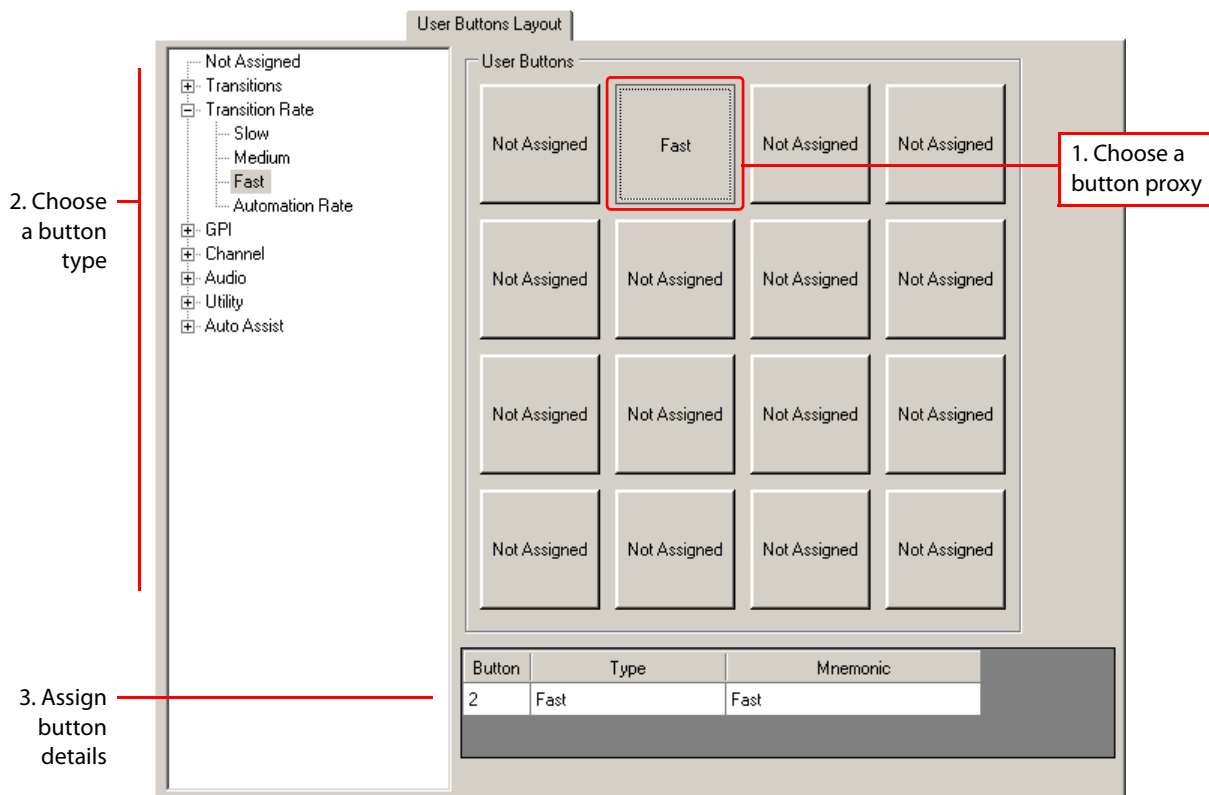 User Buttons Layout
Not Assigned
Transitions
Transition Rate
Slow
Medium
Fast
Automation Rate
GPI
Channel
Audio
Utility
Auto Assist
2. Choose
a button
type
User Buttons
Not Assigned Fast Not Assigned Not Assigned
Not Assigned Not Assigned Not Assigned Not Assigned
Not Assigned Not Assigned Not Assigned Not Assigned
Not Assigned Not Assigned Not Assigned Not Assigned
1. Choose a
button proxy
Button Type Mnemonic
2 Fast Fast
3. Assign
button
details